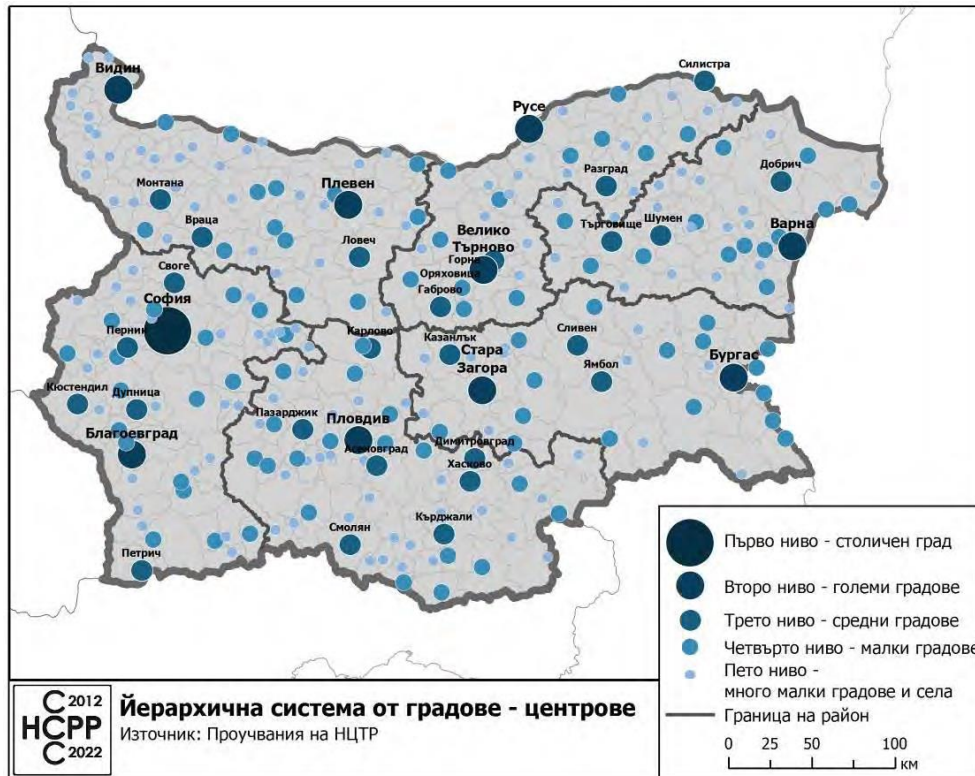 Видин
Силистра
Русе
Монтана
Плевен
Разград
Добрич
Враца
Ловеч
Велико
Търново
Търговище
Шумен
Варна
Своге
Горна
Оряховица
Габрово
София
Перник
Карлово
Казанлък
Стара
Загора
Сливен
Ямбол
Бургас
Кюстендил
Дупница
Пазарджик
Пловдив
Димитровград
Благоевград
Асеновград
Хасково
Петрич
Смолян
Кърджали
Първо ниво - столичен град
Второ ниво - големи градове
Трето ниво - средни градове
Четвърто ниво - малки градове
Пето ниво -
много малки градове и села
Граница на район
0 25 50 100
км
С 2012
НСРР
С 2022
Йерархична система от градове - центрове
Източник: Проучвания на НЦТР